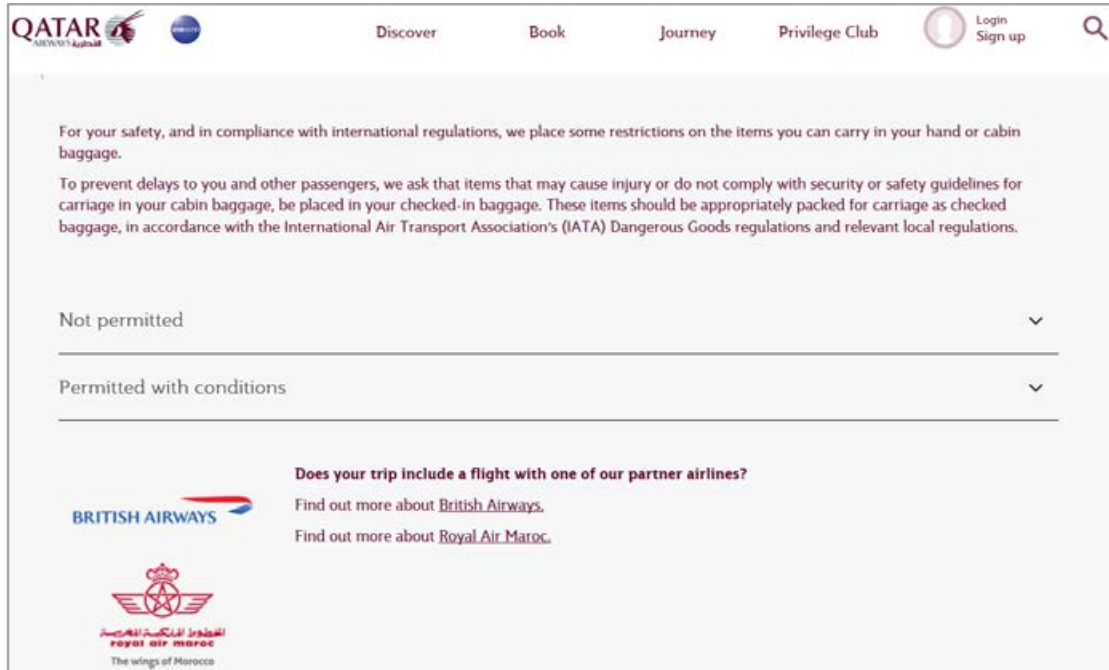 QATAR
AIRWAYS القطرية
oneworld
Discover
Book
Journey
Privilege Club
Login
Sign up
For your safety, and in compliance with international regulations, we place some restrictions on the items you can carry in your hand or cabin
baggage.
To prevent delays to you and other passengers, we ask that items that may cause injury or do not comply with security or safety guidelines for
carriage in your cabin baggage, be placed in your checked-in baggage. These items should be appropriately packed for carriage as checked
baggage, in accordance with the International Air Transport Association's (IATA) Dangerous Goods regulations and relevant local regulations.
Not permitted
Permitted with conditions
Does your trip include a flight with one of our partner airlines?
Find out more about British Airways.
Find out more about Royal Air Maroc.
BRITISH AIRWAYS
الخطوط الملكية المغربية
royal air maroc
The wings of Morocco